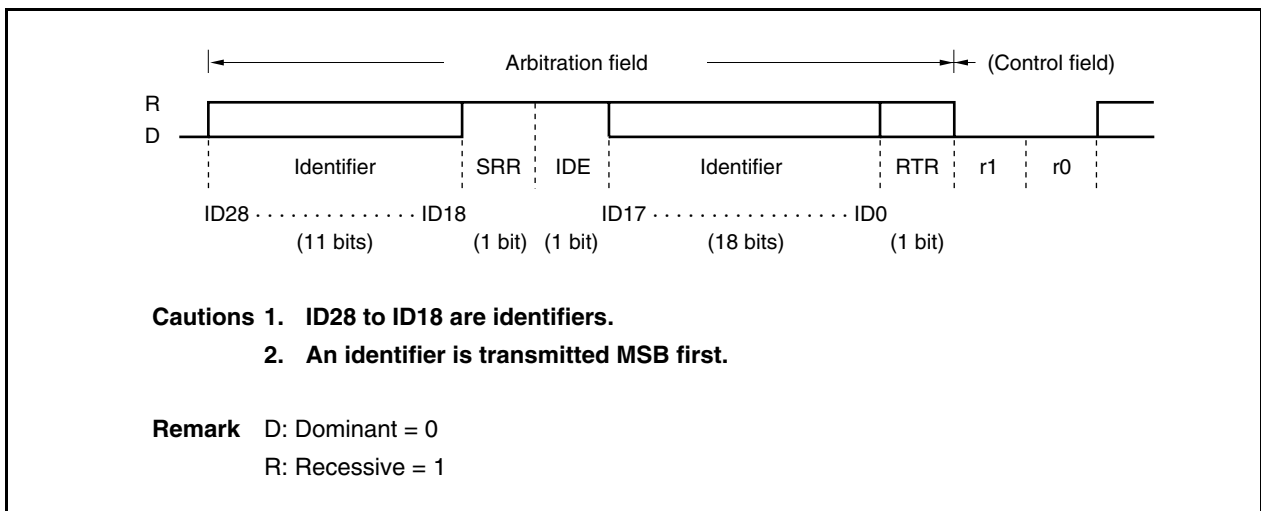 Arbitration field (Control field)
R
D
Identifier SRR IDE Identifier RTR r1 r0
ID28 · · · · · · · · · · · · · · ID18 ID17 · · · · · · · · · · · · · · · · · ID0
(11 bits) (1 bit) (1 bit) (18 bits) (1 bit)
Cautions 1. ID28 to ID18 are identifiers.
2. An identifier is transmitted MSB first.
Remark D: Dominant = 0
R: Recessive = 1